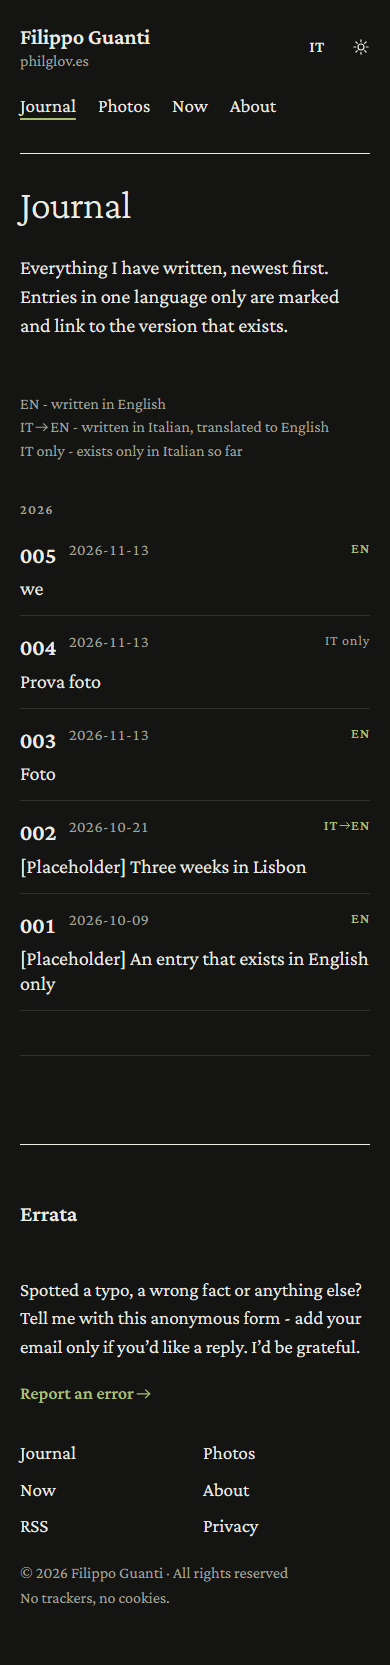 Filippo Guanti
philglov.es
IT
Journal Photos Now About
Journal
Everything I have written, newest first.
Entries in one language only are marked
and link to the version that exists.
EN - written in English
IT→EN - written in Italian, translated to English
IT only - exists only in Italian so far
2026
005 2026-11-13 EN
we
004 2026-11-13 IT only
Prova foto
003 2026-11-13 EN
Foto
002 2026-10-21 IT→EN
[Placeholder] Three weeks in Lisbon
001 2026-10-09 EN
[Placeholder] An entry that exists in English
only
Errata
Spotted a typo, a wrong fact or anything else?
Tell me with this anonymous form - add your
email only if you’d like a reply. I’d be grateful.
Report an error→
Journal Photos
Now About
RSS Privacy
© 2026 Filippo Guanti · All rights reserved
No trackers, no cookies.